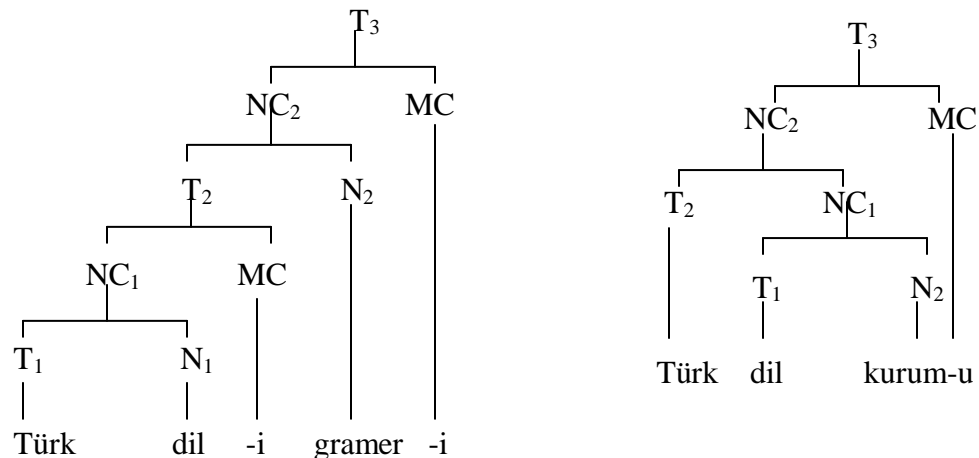 T₃
NC₂ MC
T₂ N₂
NC₁ MC
T₁ N₁
Türk dil -i gramer -i
T₃
NC₂ MC
T₂ NC₁
T₁ N₂
Türk dil kurum-u